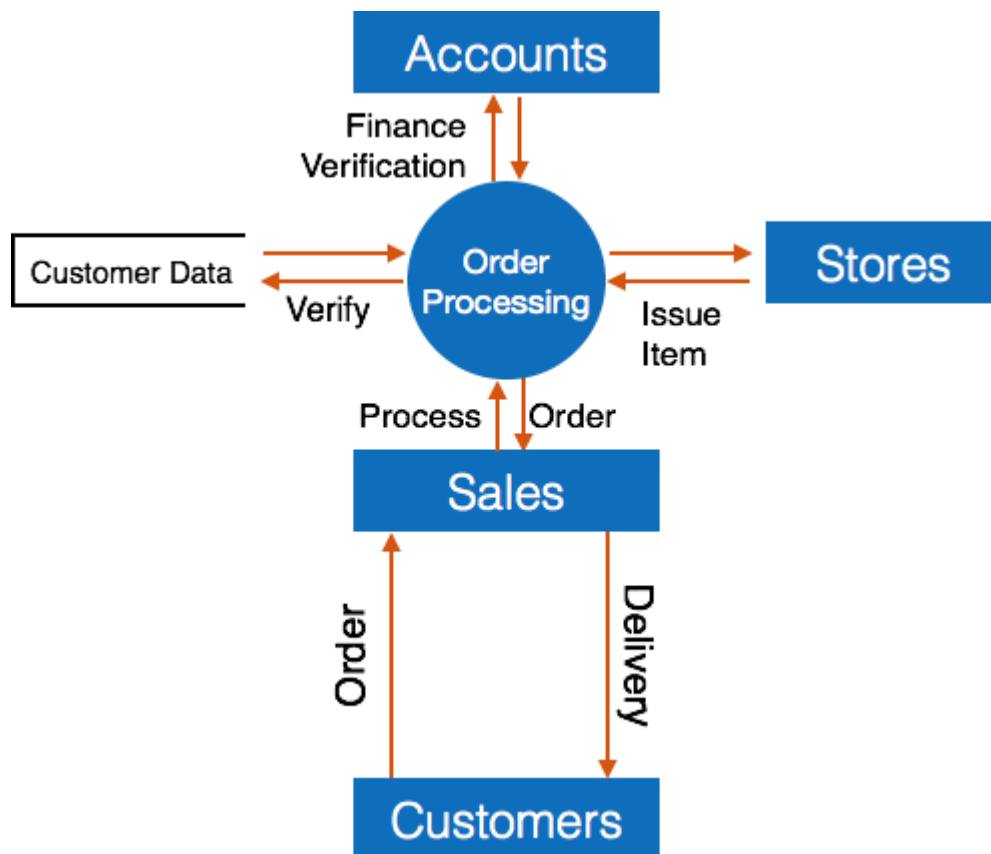 Accounts
Finance
Verification
Customer Data
Order
Processing
Stores
Verify
Issue
Item
Process
Order
Sales
Order
Delivery
Customers